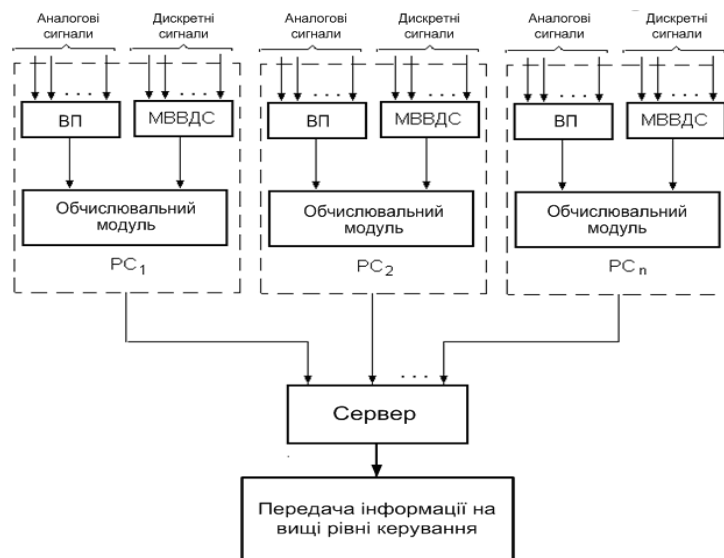 Аналогові
сигнали
Дискретні
сигнали
Аналогові
сигнали
Дискретні
сигнали
Аналогові
сигнали
Дискретні
сигнали
ВП
МВВДС
ВП
МВВДС
ВП
МВВДС
Обчислювальний
модуль
Обчислювальний
модуль
Обчислювальний
модуль
РС1
РС2
РСn
Сервер
Передача інформації на
вищі рівні керування